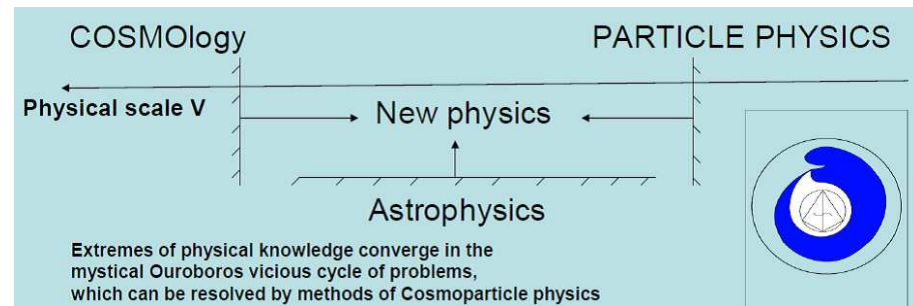 COSMOlogy PARTICLE PHYSICS
Physical scale V
New physics
Astrophysics
Extremes of physical knowledge converge in the
mystical Ouroboros vicious cycle of problems,
which can be resolved by methods of Cosmoparticle physics